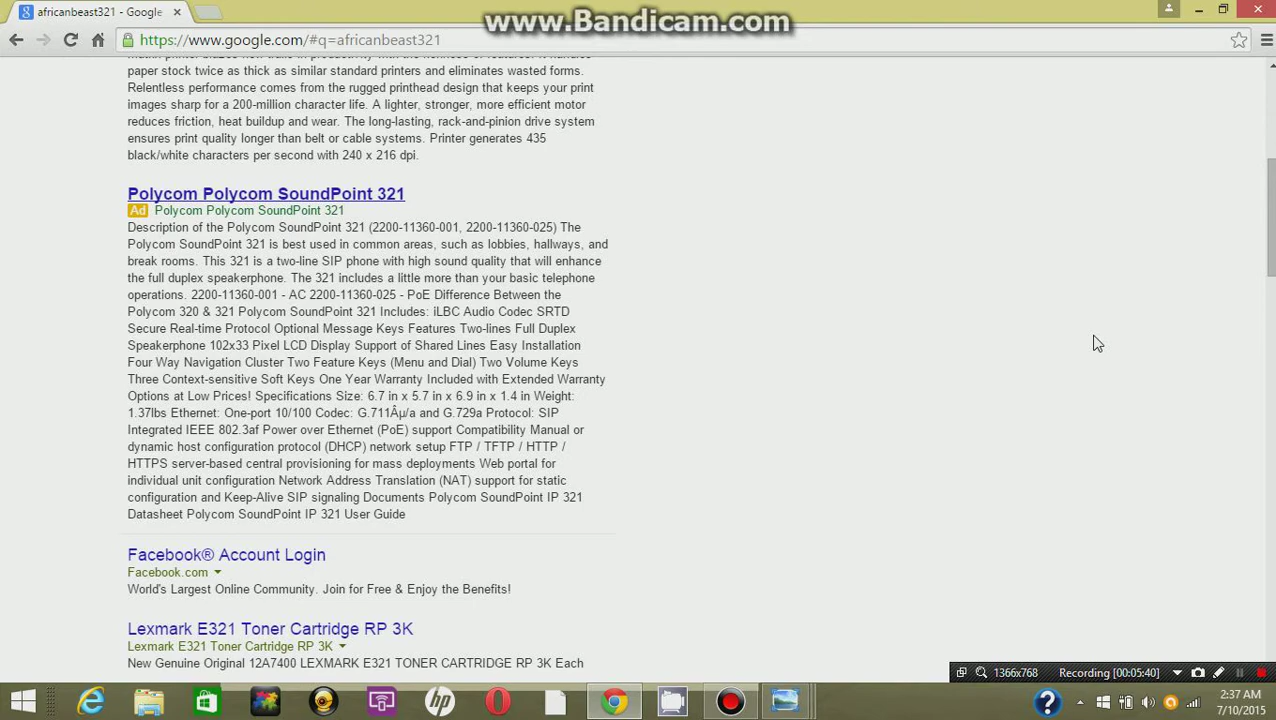 africanbeast321 - Google
www.Bandicam.com
https://www.google.com/#q=africanbeast321
paper stock twice as thick as similar standard printers and eliminates wasted forms.
Relentless performance comes from the rugged printhead design that keeps your print
images sharp for a 200-million character life. A lighter, stronger, more efficient motor
reduces friction, heat buildup and wear. The long-lasting, rack-and-pinion drive system
ensures print quality longer than belt or cable systems. Printer generates 435
black/white characters per second with 240 x 216 dpi.
Polycom Polycom SoundPoint 321
Ad Polycom Polycom SoundPoint 321
Description of the Polycom SoundPoint 321 (2200-11360-001, 2200-11360-025) The
Polycom SoundPoint 321 is best used in common areas, such as lobbies, hallways, and
break rooms. This 321 is a two-line SIP phone with high sound quality that will enhance
the full duplex speakerphone. The 321 includes a little more than your basic telephone
operations. 2200-11360-001 - AC 2200-11360-025 - PoE Difference Between the
Polycom 320 & 321 Polycom SoundPoint 321 Includes: iLBC Audio Codec SRTD
Secure Real-time Protocol Optional Message Keys Features Two-lines Full Duplex
Speakerphone 102x33 Pixel LCD Display Support of Shared Lines Easy Installation
Four Way Navigation Cluster Two Feature Keys (Menu and Dial) Two Volume Keys
Three Context-sensitive Soft Keys One Year Warranty Included with Extended Warranty
Options at Low Prices! Specifications Size: 6.7 in x 5.7 in x 6.9 in x 1.4 in Weight:
1.37lbs Ethernet: One-port 10/100 Codec: G.711Âµ/a and G.729a Protocol: SIP
Integrated IEEE 802.3af Power over Ethernet (PoE) support Compatibility Manual or
dynamic host configuration protocol (DHCP) network setup FTP / TFTP / HTTP /
HTTPS server-based central provisioning for mass deployments Web portal for
individual unit configuration Network Address Translation (NAT) support for static
configuration and Keep-Alive SIP signaling Documents Polycom SoundPoint IP 321
Datasheet Polycom SoundPoint IP 321 User Guide
Facebook® Account Login
Facebook.com
World's Largest Online Community. Join for Free & Enjoy the Benefits!
Lexmark E321 Toner Cartridge RP 3K
Lexmark E321 Toner Cartridge RP 3K
New Genuine Original 12A7400 LEXMARK E321 TONER CARTRIDGE RP 3K Each
1366x768 Recording [00:05:40]
hp
2:37 AM
7/10/2015